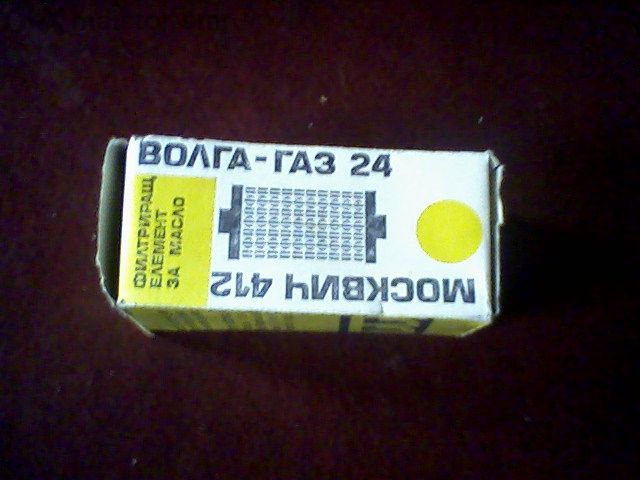 ВОЛГА-ГАЗ 24
ФИЛТРИРАЩ
ЕЛЕМЕНТ
ЗА МАСЛО
МОСКВИЧ 412